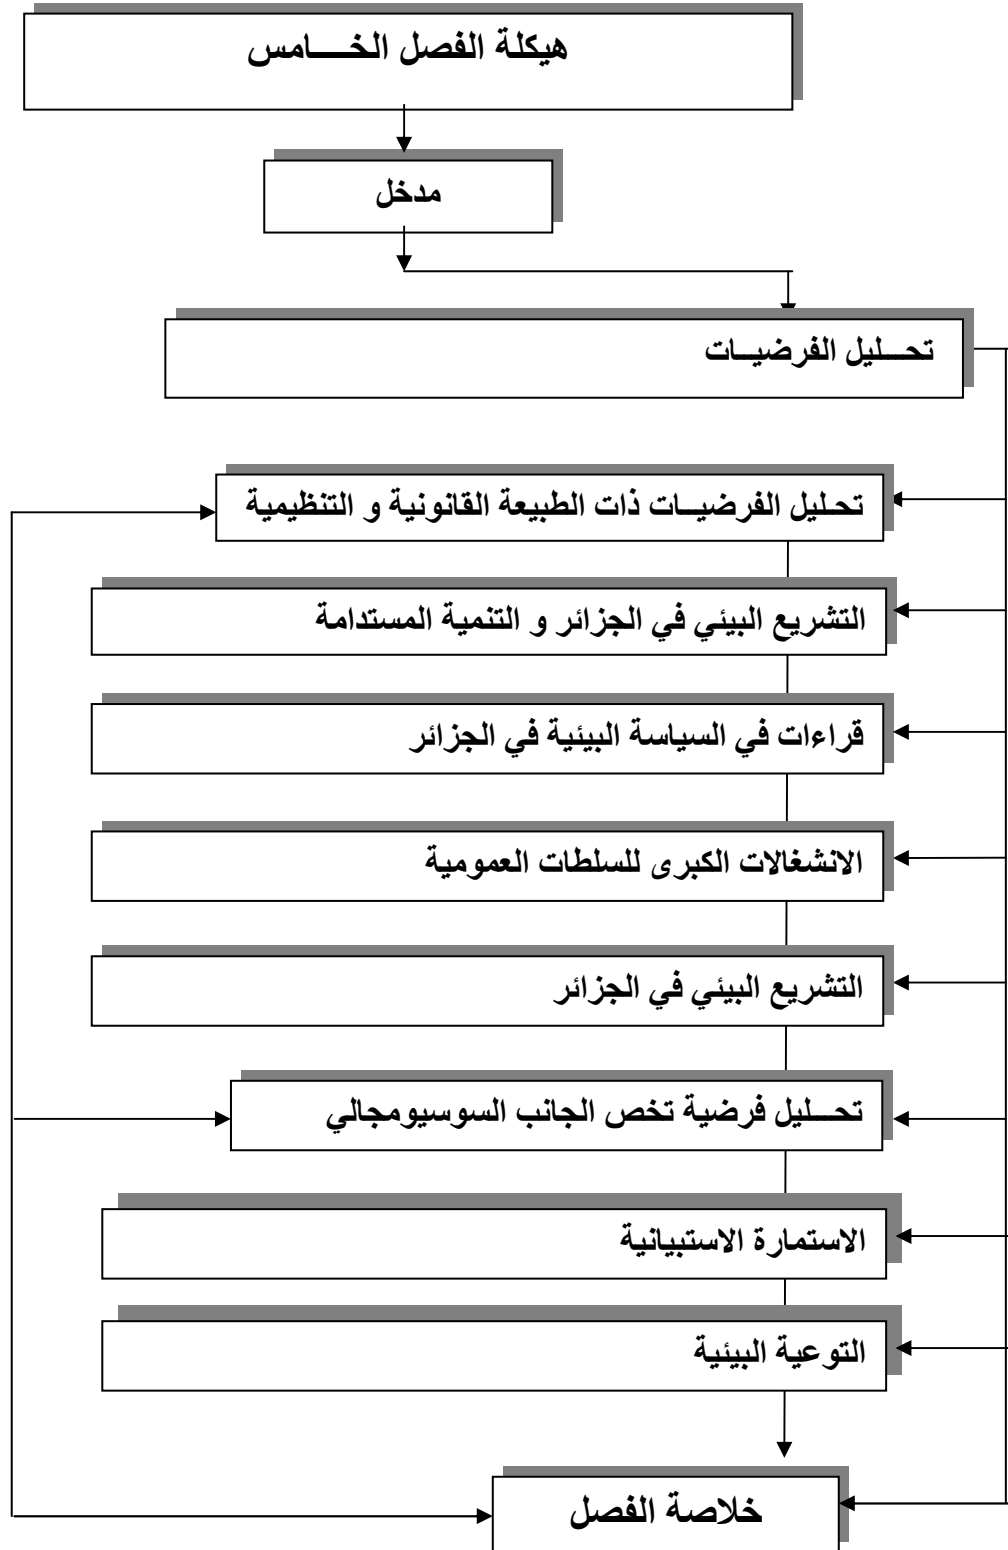 هيكلة الفصل الخـــامس
مدخل
تحـــليل الفرضيــات
تحـليل الفرضيــات ذات الطبيعة القانونية و التنظيمية
التشريع البيئي في الجزائر و التنمية المستدامة
قراءات في السياسة البيئية في الجزائر
الانشغالات الكبرى للسلطات العمومية
التشريع البيئي في الجزائر
تحـــليل فرضية تخص الجانب السوسيومجالي
الاستمارة الاستبيانية
التوعية البيئية
خلاصة الفصل